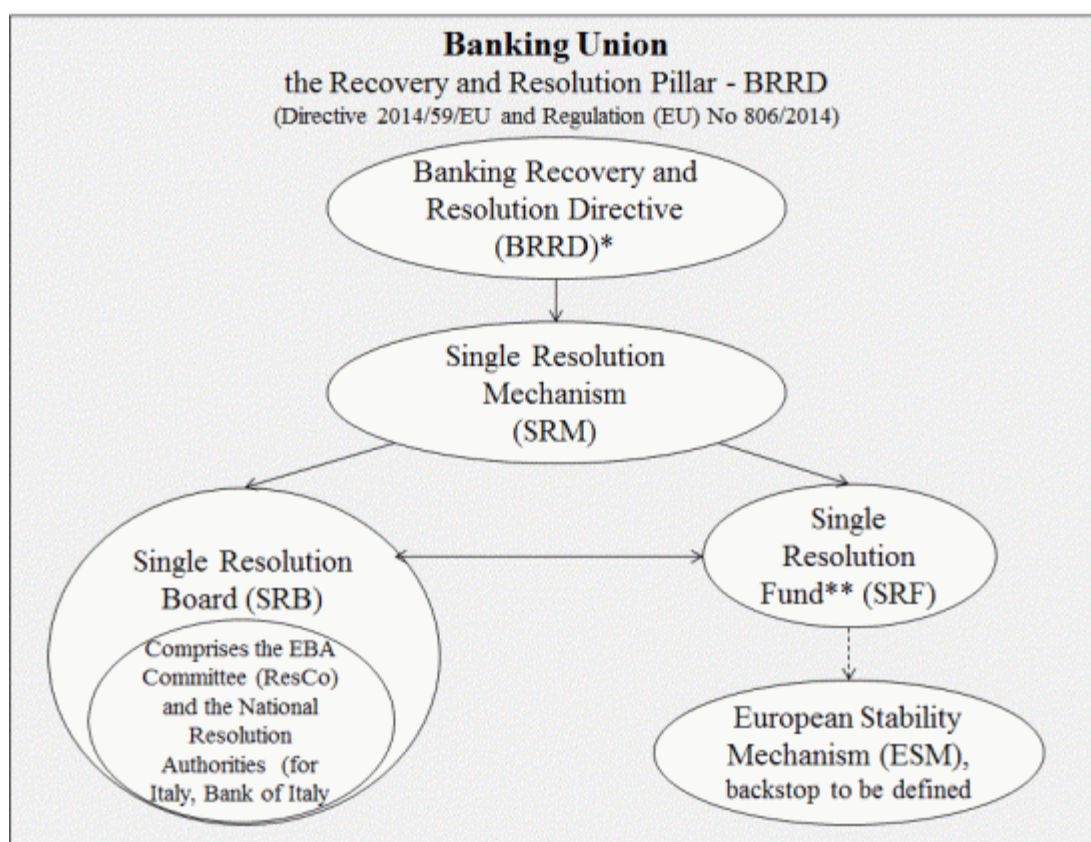 Banking Union
the Recovery and Resolution Pillar - BRRD
(Directive 2014/59/EU and Regulation (EU) No 806/2014)
Banking Recovery and
Resolution Directive
(BRRD)*
Single Resolution
Mechanism
(SRM)
Single Resolution
Board (SRB)
Comprises the EBA
Committee (ResCo)
and the National
Resolution
Authorities (for
Italy, Bank of Italy
Single
Resolution
Fund** (SRF)
European Stability
Mechanism (ESM),
backstop to be defined